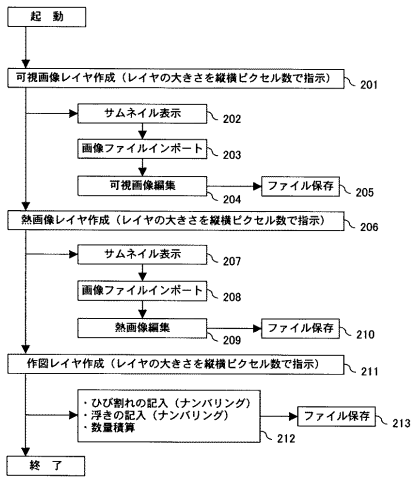 起 動
可視画像レイヤ作成（レイヤの大きさを縦横ピクセル数で指示）
201
サムネイル表示
202
画像ファイルインポート
203
可視画像編集
204
ファイル保存
205
熱画像レイヤ作成（レイヤの大きさを縦横ピクセル数で指示）
206
サムネイル表示
207
画像ファイルインポート
208
熱画像編集
209
ファイル保存
210
作図レイヤ作成（レイヤの大きさを縦横ピクセル数で指示）
211
・ひび割れの記入（ナンバリング）
・浮きの記入（ナンバリング）
・数量積算
212
ファイル保存
213
終 了